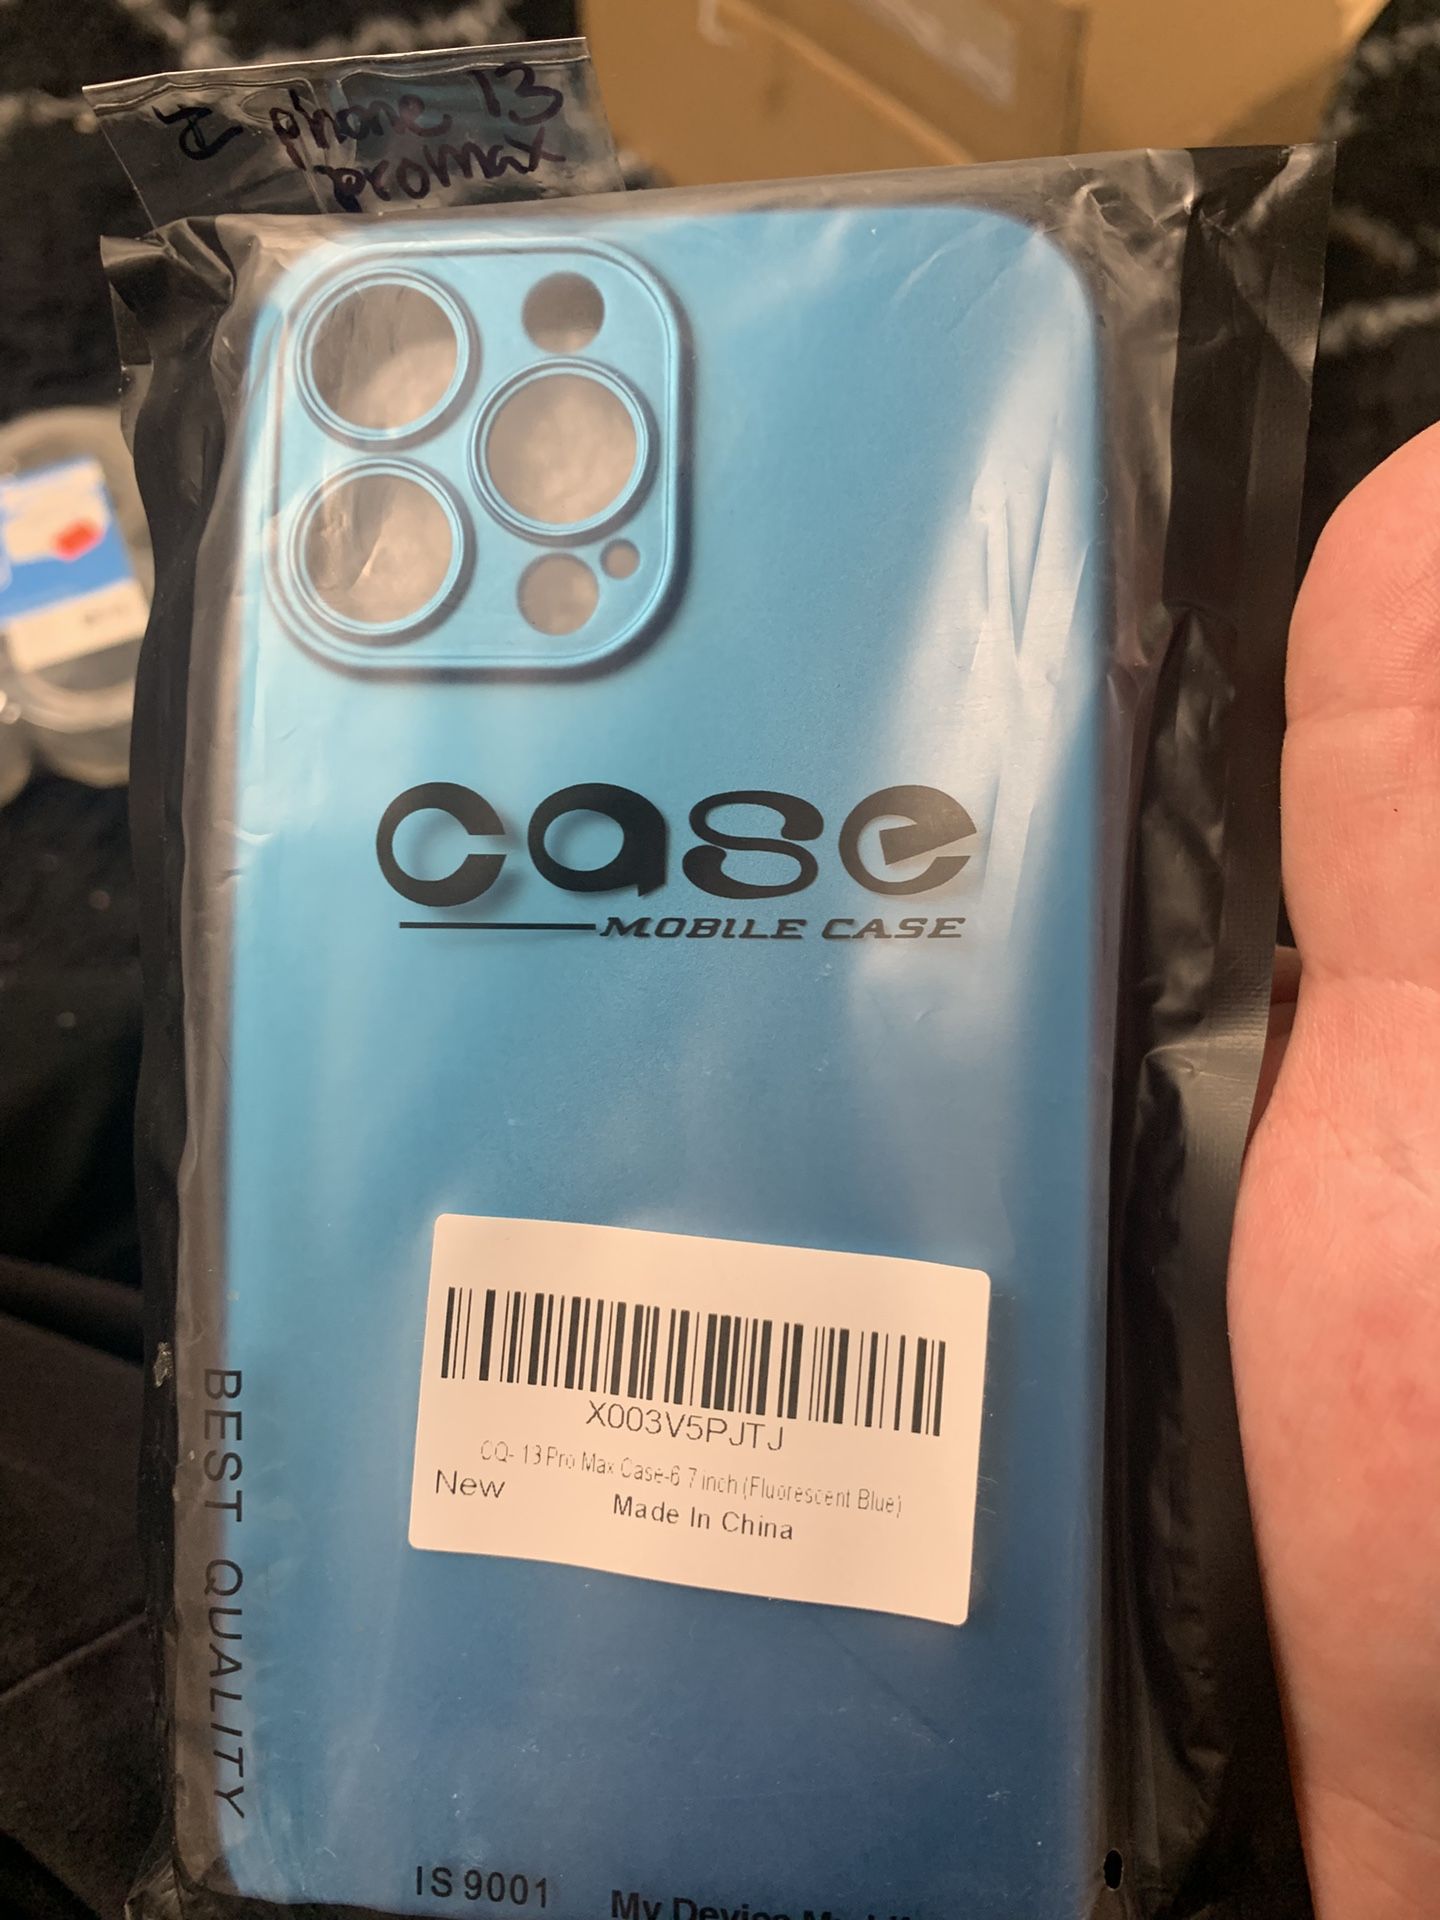 iphone 13
promax
case
MOBILE CASE
X003V5PJTJ
CQ- 13 Pro Max Case-6.7 inch (Fluorescent Blue)
New
Made In China
BEST QUALITY
IS 9001
My Device